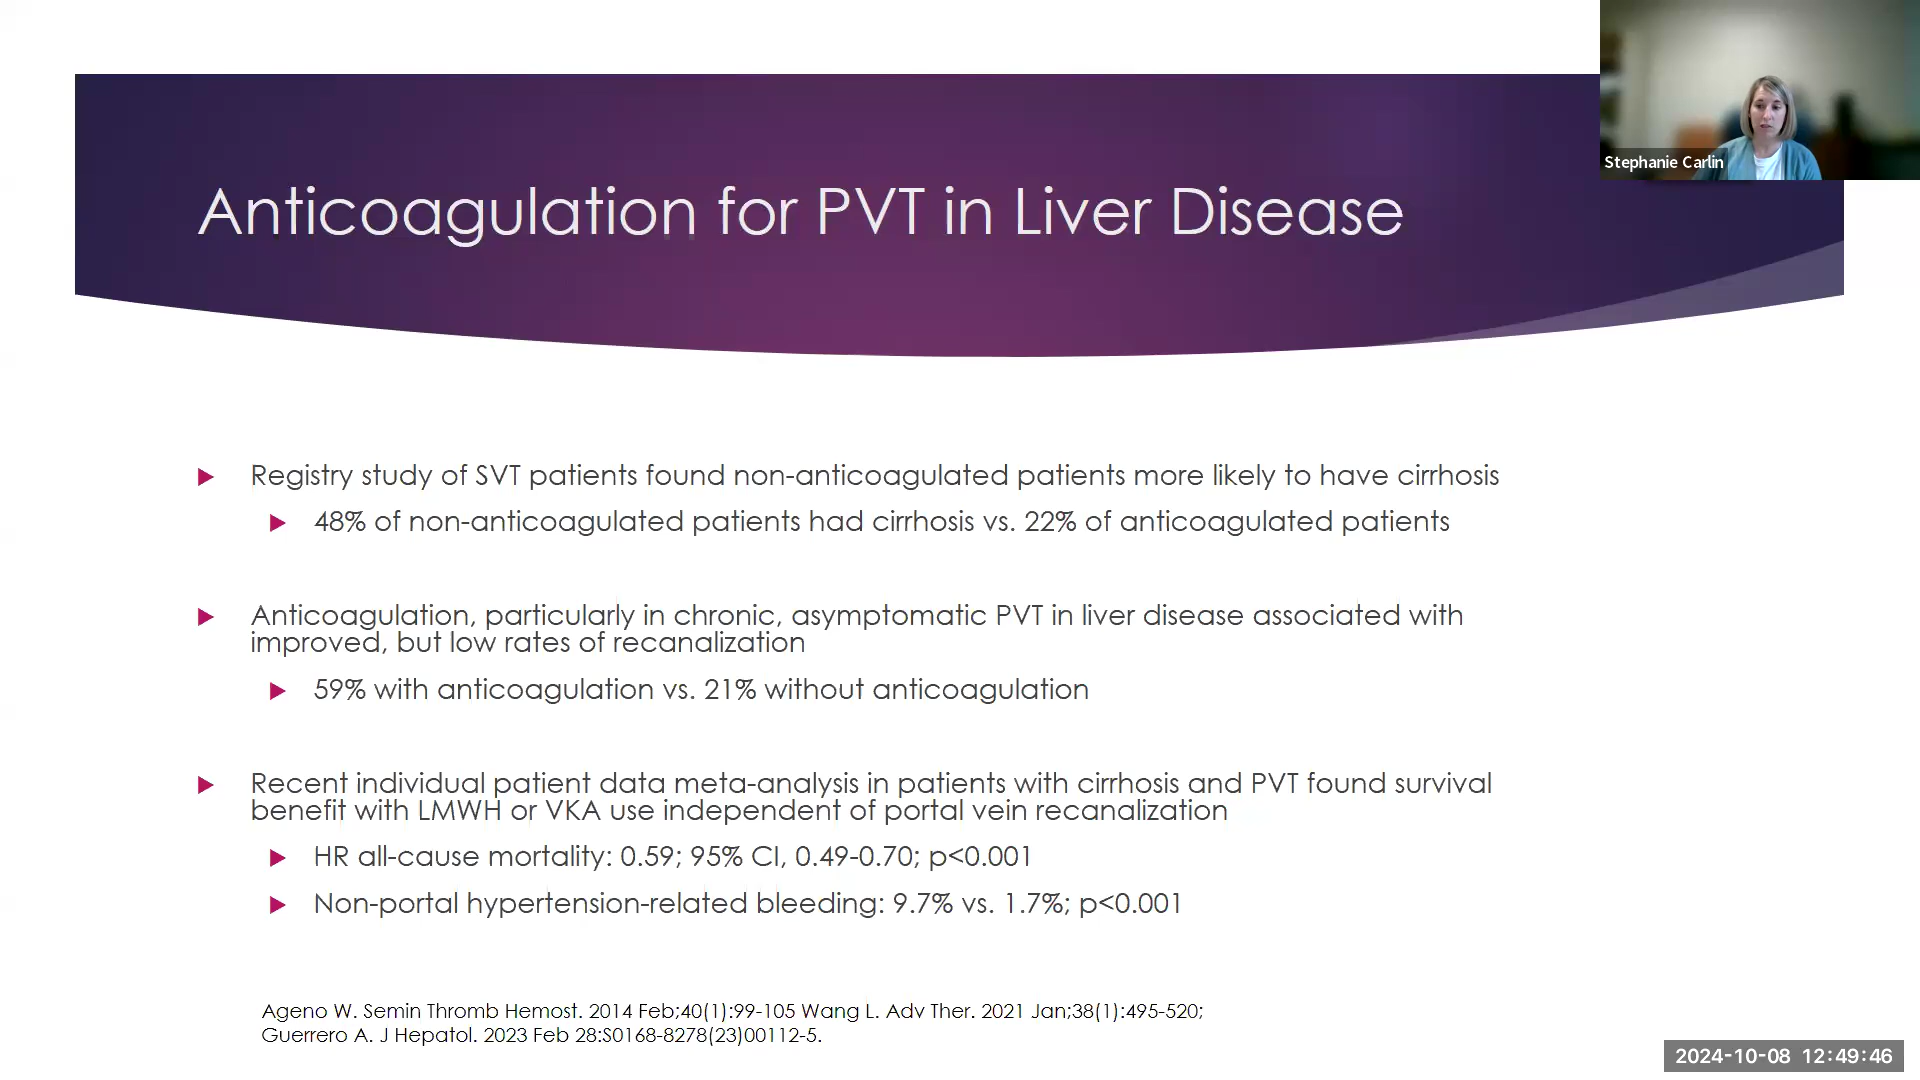 Stephanie Carlin
Anticoagulation for PVT in Liver Disease
Registry study of SVT patients found non-anticoagulated patients more likely to have cirrhosis
48% of non-anticoagulated patients had cirrhosis vs. 22% of anticoagulated patients
Anticoagulation, particularly in chronic, asymptomatic PVT in liver disease associated with
improved, but low rates of recanalization
59% with anticoagulation vs. 21% without anticoagulation
Recent individual patient data meta-analysis in patients with cirrhosis and PVT found survival
benefit with LMWH or VKA use independent of portal vein recanalization
HR all-cause mortality: 0.59; 95% CI, 0.49-0.70; p<0.001
Non-portal hypertension-related bleeding: 9.7% vs. 1.7%; p<0.001
Ageno W. Semin Thromb Hemost. 2014 Feb;40(1):99-105 Wang L. Adv Ther. 2021 Jan;38(1):495-520;
Guerrero A. J Hepatol. 2023 Feb 28:S0168-8278(23)00112-5.
2024-10-08 12:49:46